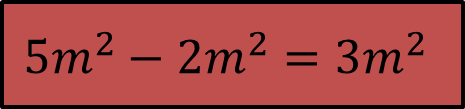 5m² − 2m² = 3m²